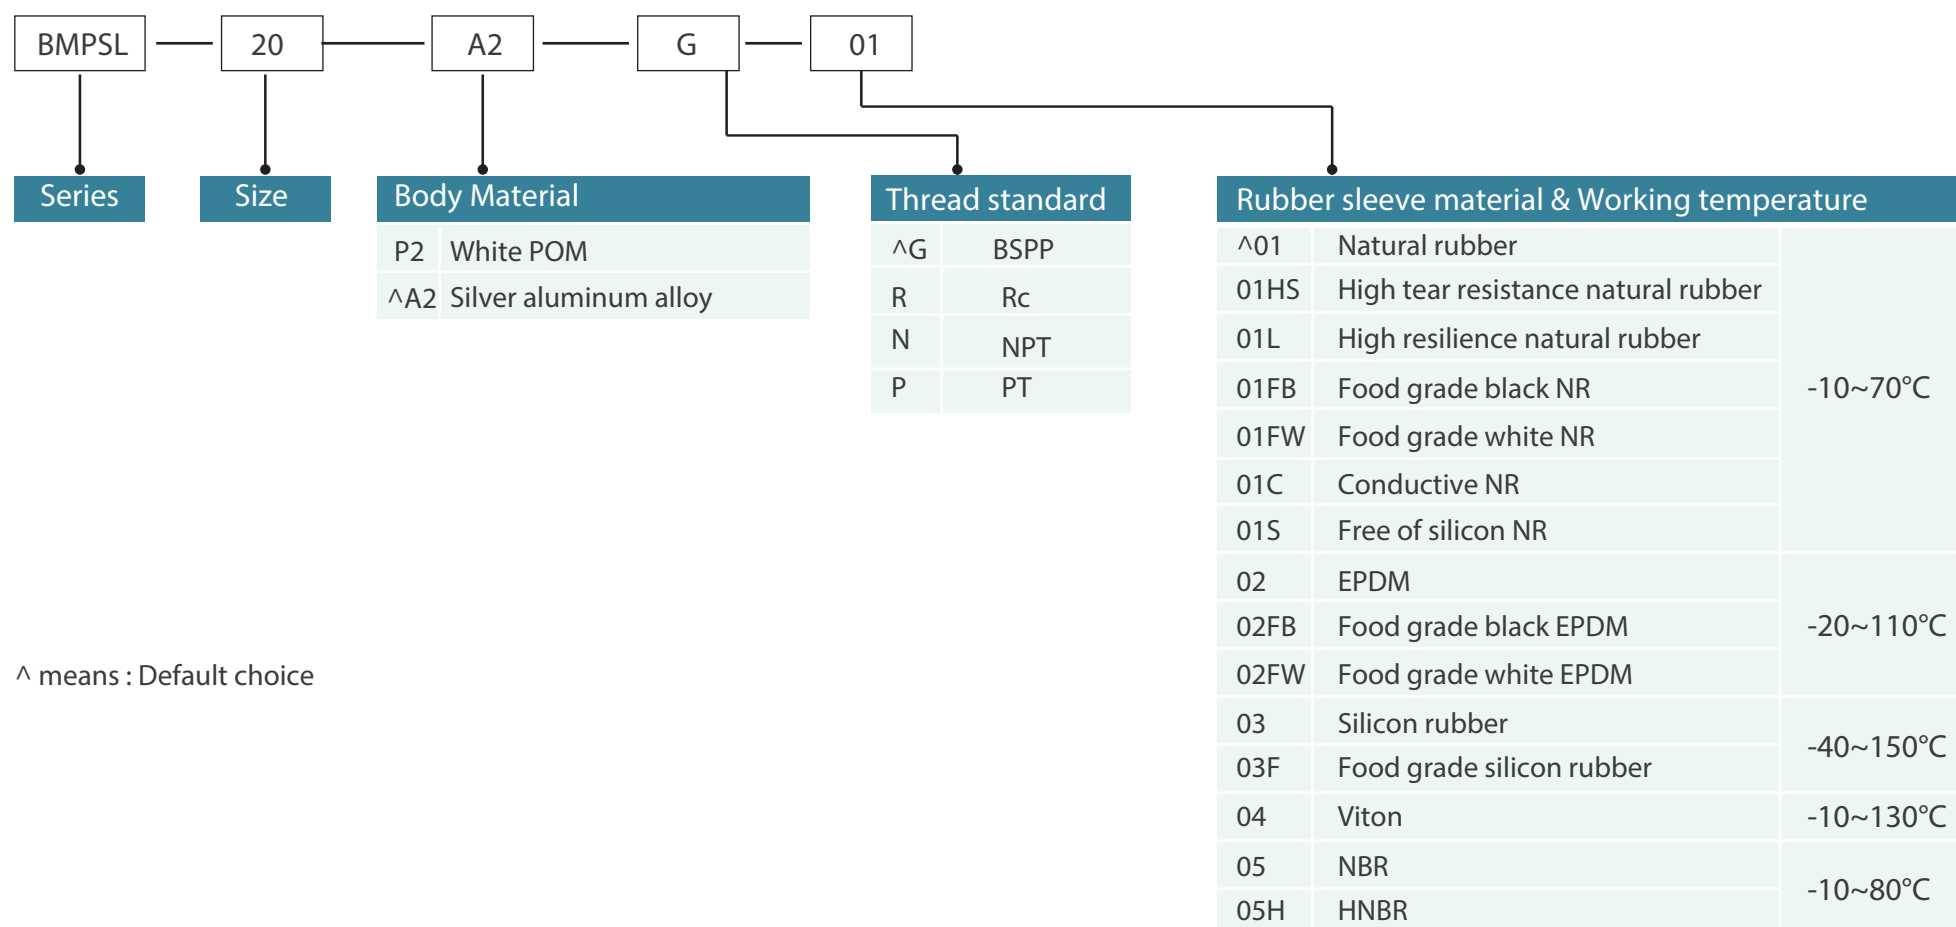 BMPSL 20 A2 G 01
Series Size Body Material Thread standard Rubber sleeve material & Working temperature
P2 White POM
^A2 Silver aluminum alloy
^G BSPP
R Rc
N NPT
P PT
^01 Natural rubber
01HS High tear resistance natural rubber
01L High resilience natural rubber
01FB Food grade black NR -10~70°C
01FW Food grade white NR
01C Conductive NR
01S Free of silicon NR
02 EPDM
02FB Food grade black EPDM -20~110°C
02FW Food grade white EPDM
03 Silicon rubber
-40~150°C
03F Food grade silicon rubber
04 Viton -10~130°C
05 NBR
-10~80°C
05H HNBR
^ means : Default choice